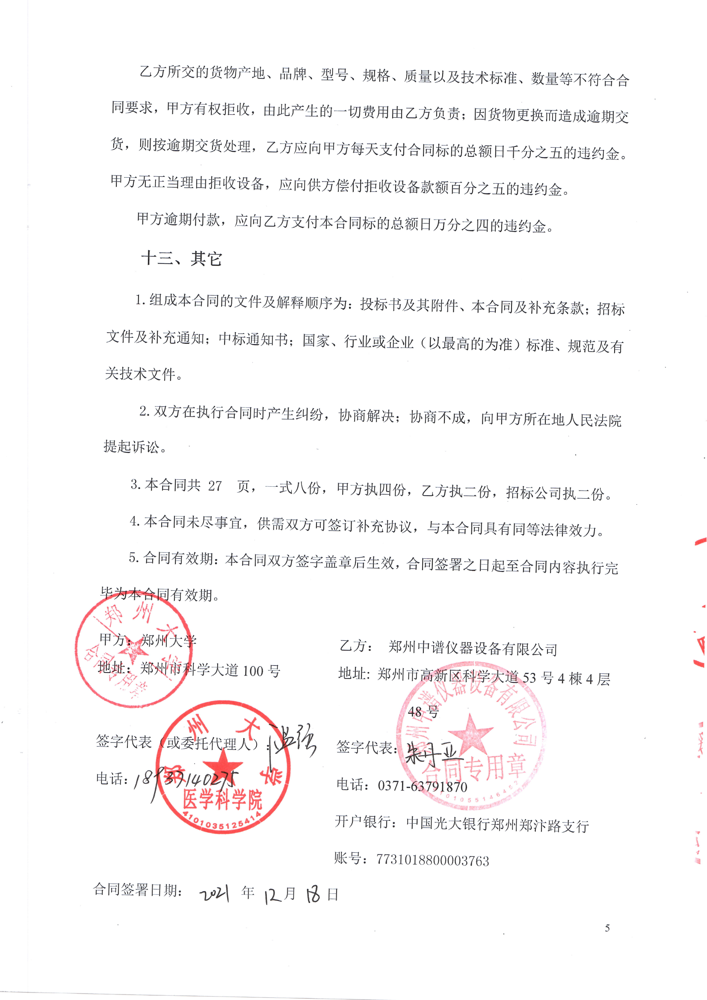 乙方所交的货物产地、品牌、型号、规格、质量以及技术标准、数量等不符合合
同要求，甲方有权拒收，由此产生的一切费用由乙方负责；因货物更换而造成逾期交
货，则按逾期交货处理，乙方应向甲方每天支付合同标的总额日千分之五的违约金。
甲方无正当理由拒收设备，应向供方偿付拒收设备款额百分之五的违约金。
甲方逾期付款，应向乙方支付本合同标的总额日万分之四的违约金。
十三、其它
1.组成本合同的文件及解释顺序为：投标书及其附件、本合同及补充条款；招标
文件及补充通知；中标通知书；国家、行业或企业（以最高的为准）标准、规范及有
关技术文件。
2.双方在执行合同时产生纠纷，协商解决；协商不成，向甲方所在地人民法院
提起诉讼。
3.本合同共 27 页，一式八份，甲方执四份，乙方执二份，招标公司执二份。
4.本合同未尽事宜，供需双方可签订补充协议，与本合同具有同等法律效力。
5.合同有效期：本合同双方签字盖章后生效，合同签署之日起至合同内容执行完
毕为本合同有效期。
甲方：郑州大学
地址：郑州市科学大道 100 号
郑州大学
合同专用章
签字代表（或委托代理人）：
电话：18937140275
郑州大学
医学科学院
4101035125414
乙方： 郑州中谱仪器设备有限公司
地址：郑州市高新区科学大道 53 号 4 棟 4 层
48 号
签字代表：朱丹亚
电话：0371-63791870
郑州中谱仪器设备有限公司
合同专用章
开户银行：中国光大银行郑州郑汴路支行
账号：7731018800003763
合同签署日期： 2021 年 12 月 18 日
5